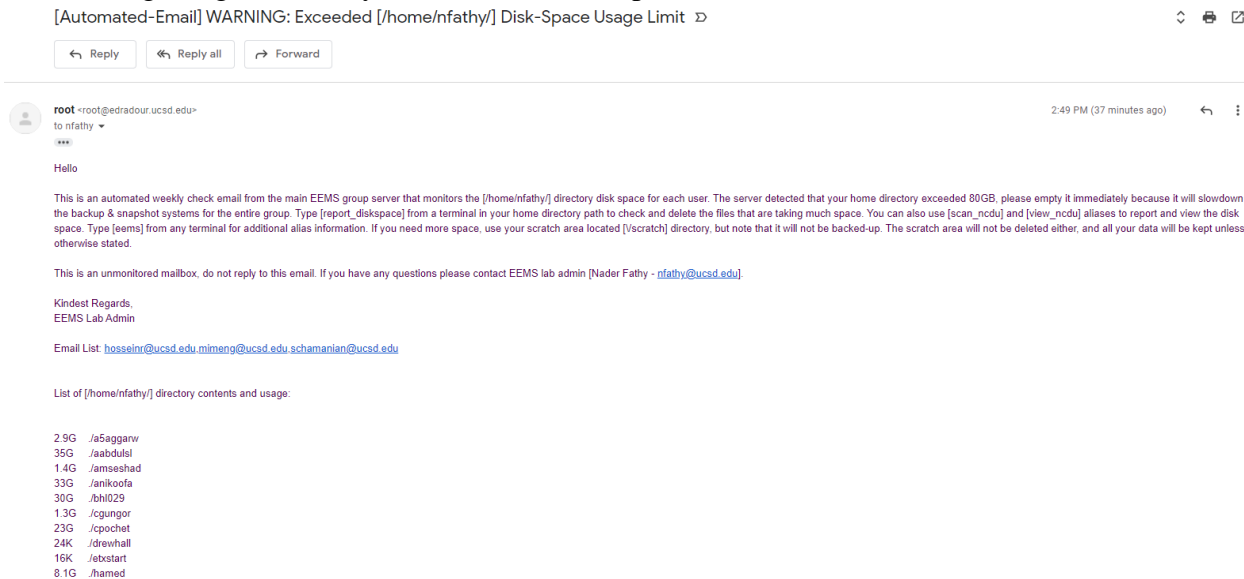 [Automated-Email] WARNING: Exceeded [/home/nfathy/] Disk-Space Usage Limit
Reply
Reply all
Forward
root <root@edradour.ucsd.edu>
2:49 PM (37 minutes ago)
to nfathy
Hello
This is an automated weekly check email from the main EEMS group server that monitors the [/home/nfathy/] directory disk space for each user. The server detected that your home directory exceeded 80GB, please empty it immediately because it will slowdown
the backup & snapshot systems for the entire group. Type [report_diskspace] from a terminal in your home directory path to check and delete the files that are taking much space. You can also use [scan_ncdu] and [view_ncdu] aliases to report and view the disk
space. Type [eems] from any terminal for additional alias information. If you need more space, use your scratch area located [\/scratch] directory, but note that it will not be backed-up. The scratch area will not be deleted either, and all your data will be kept unless
otherwise stated.
This is an unmonitored mailbox, do not reply to this email. If you have any questions please contact EEMS lab admin [Nader Fathy - nfathy@ucsd.edu].
Kindest Regards,
EEMS Lab Admin
Email List: hosseinr@ucsd.edu,mimeng@ucsd.edu,schamanian@ucsd.edu
List of [/home/nfathy/] directory contents and usage:
2.9G ./a5aggarw
35G ./aabdulsl
1.4G ./amseshad
33G ./anikoofa
30G ./bhl029
1.3G ./cgungor
23G ./cpochet
24K ./drewhall
16K ./etxstart
8.1G ./hamed